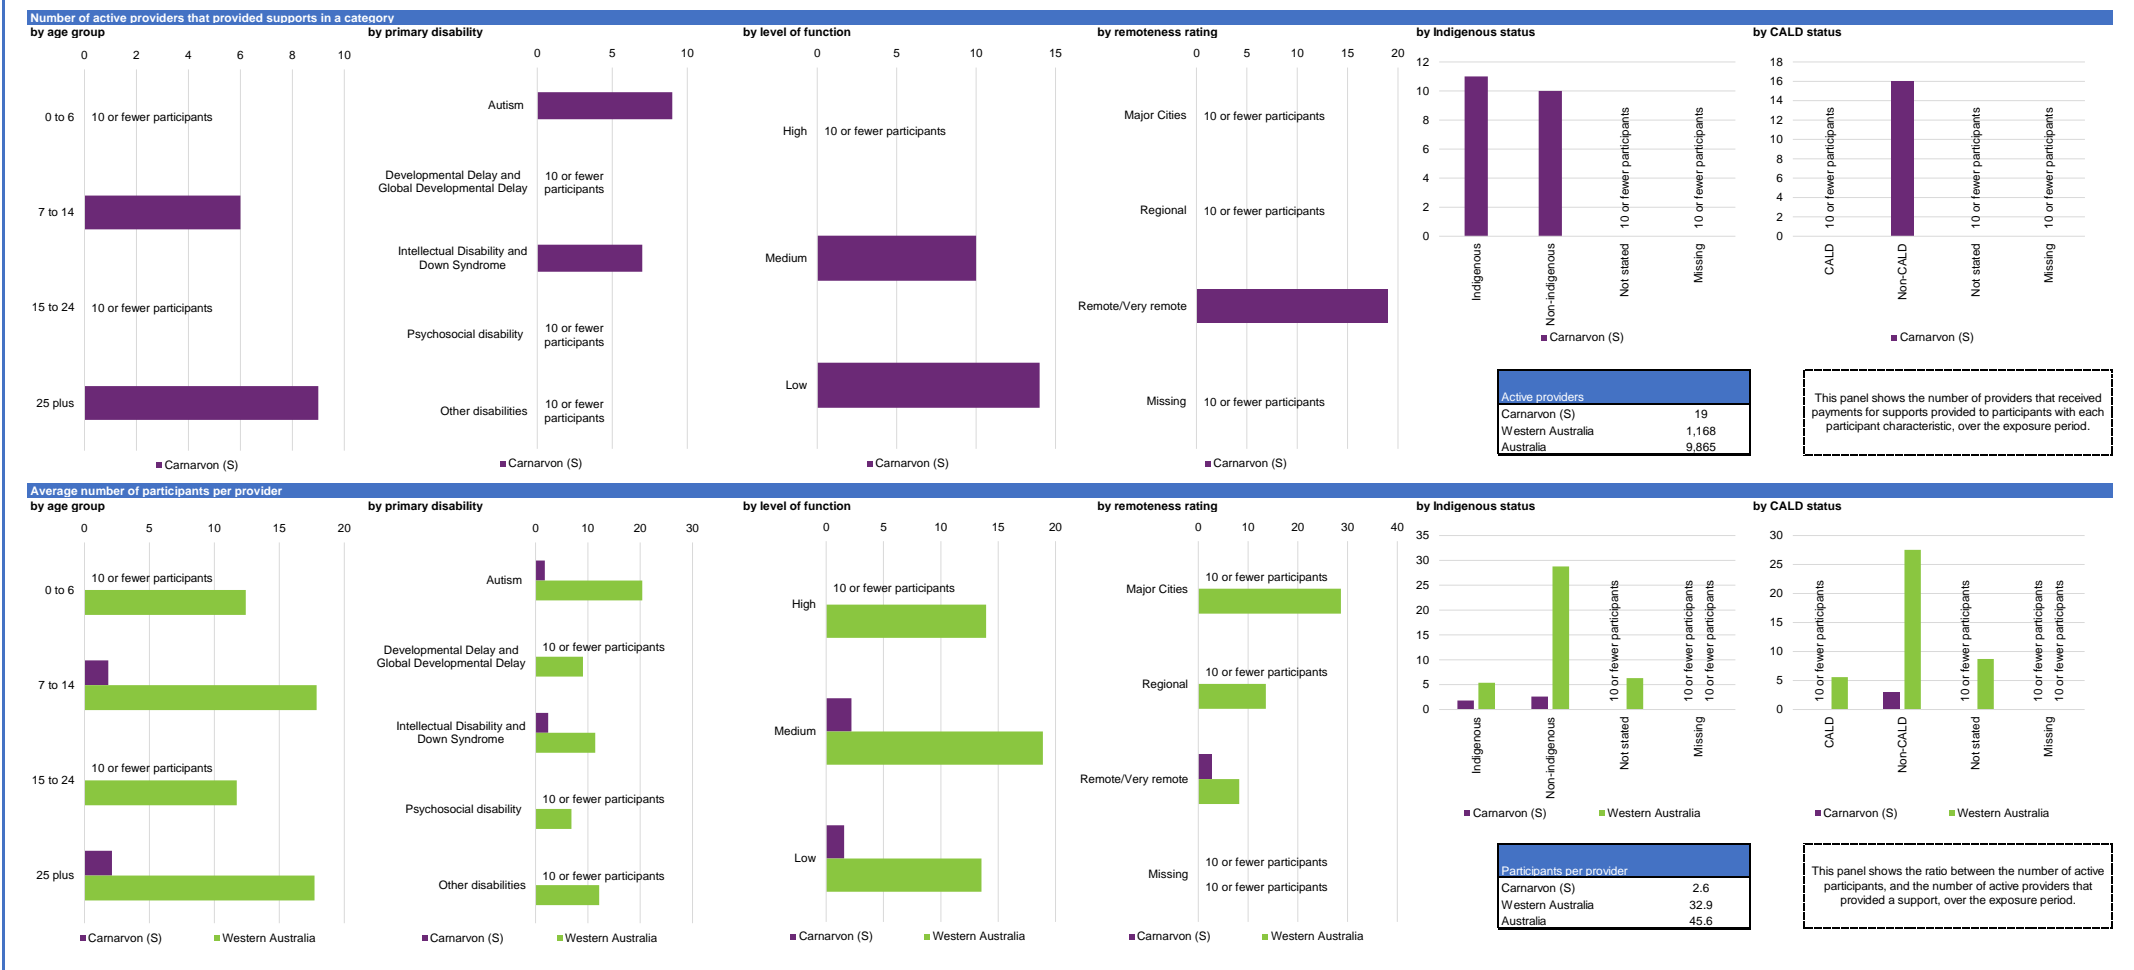 Number of active providers that provided supports in a category
by age group
0 2 4 6 8 10
0 to 6 10 or fewer participants
7 to 14
15 to 24 10 or fewer participants
25 plus
Carnarvon (S)
by primary disability
0 5 10
Autism
Developmental Delay and
Global Developmental Delay
10 or fewer
participants
Intellectual Disability and
Down Syndrome
Psychosocial disability
10 or fewer
participants
Other disabilities
10 or fewer
participants
Carnarvon (S)
by level of function
0 5 10 15
High 10 or fewer participants
Medium
Low
Carnarvon (S)
by remoteness rating
0 5 10 15 20
Major Cities 10 or fewer participants
Regional 10 or fewer participants
Remote/Very remote
Missing 10 or fewer participants
Carnarvon (S)
by Indigenous status
12
10
8
6
4
2
0
10 or fewer participants
10 or fewer participants
Indigenous
Non-indigenous
Not stated
Missing
Carnarvon (S)
by CALD status
18
16
14
12
10
8
6
4
2
0
10 or fewer participants
10 or fewer participants
10 or fewer participants
CALD
Non-CALD
Not stated
Missing
Carnarvon (S)
Active providers
Carnarvon (S) 19
Western Australia 1,168
Australia 9,865
This panel shows the number of providers that received
payments for supports provided to participants with each
participant characteristic, over the exposure period.
Average number of participants per provider
by age group
0 5 10 15 20
0 to 6 10 or fewer participants
7 to 14
15 to 24 10 or fewer participants
25 plus
Carnarvon (S) Western Australia
by primary disability
0 10 20 30
Autism
Developmental Delay and
Global Developmental Delay
10 or fewer participants
Intellectual Disability and
Down Syndrome
Psychosocial disability 10 or fewer participants
Other disabilities 10 or fewer participants
Carnarvon (S) Western Australia
by level of function
0 5 10 15 20
High 10 or fewer participants
Medium
Low
Carnarvon (S) Western Australia
by remoteness rating
0 10 20 30 40
Major Cities 10 or fewer participants
Regional 10 or fewer participants
Remote/Very remote
Missing 10 or fewer participants
10 or fewer participants
Carnarvon (S) Western Australia
by Indigenous status
35
30
25
20
15
10
5
0
10 or fewer participants
10 or fewer participants
10 or fewer participants
Indigenous
Non-indigenous
Not stated
Missing
Carnarvon (S) Western Australia
by CALD status
30
25
20
15
10
5
0
10 or fewer participants
10 or fewer participants
10 or fewer participants
10 or fewer participants
CALD
Non-CALD
Not stated
Missing
Carnarvon (S) Western Australia
Participants per provider
Carnarvon (S) 2.6
Western Australia 32.9
Australia 45.6
This panel shows the ratio between the number of active
participants, and the number of active providers that
provided a support, over the exposure period.